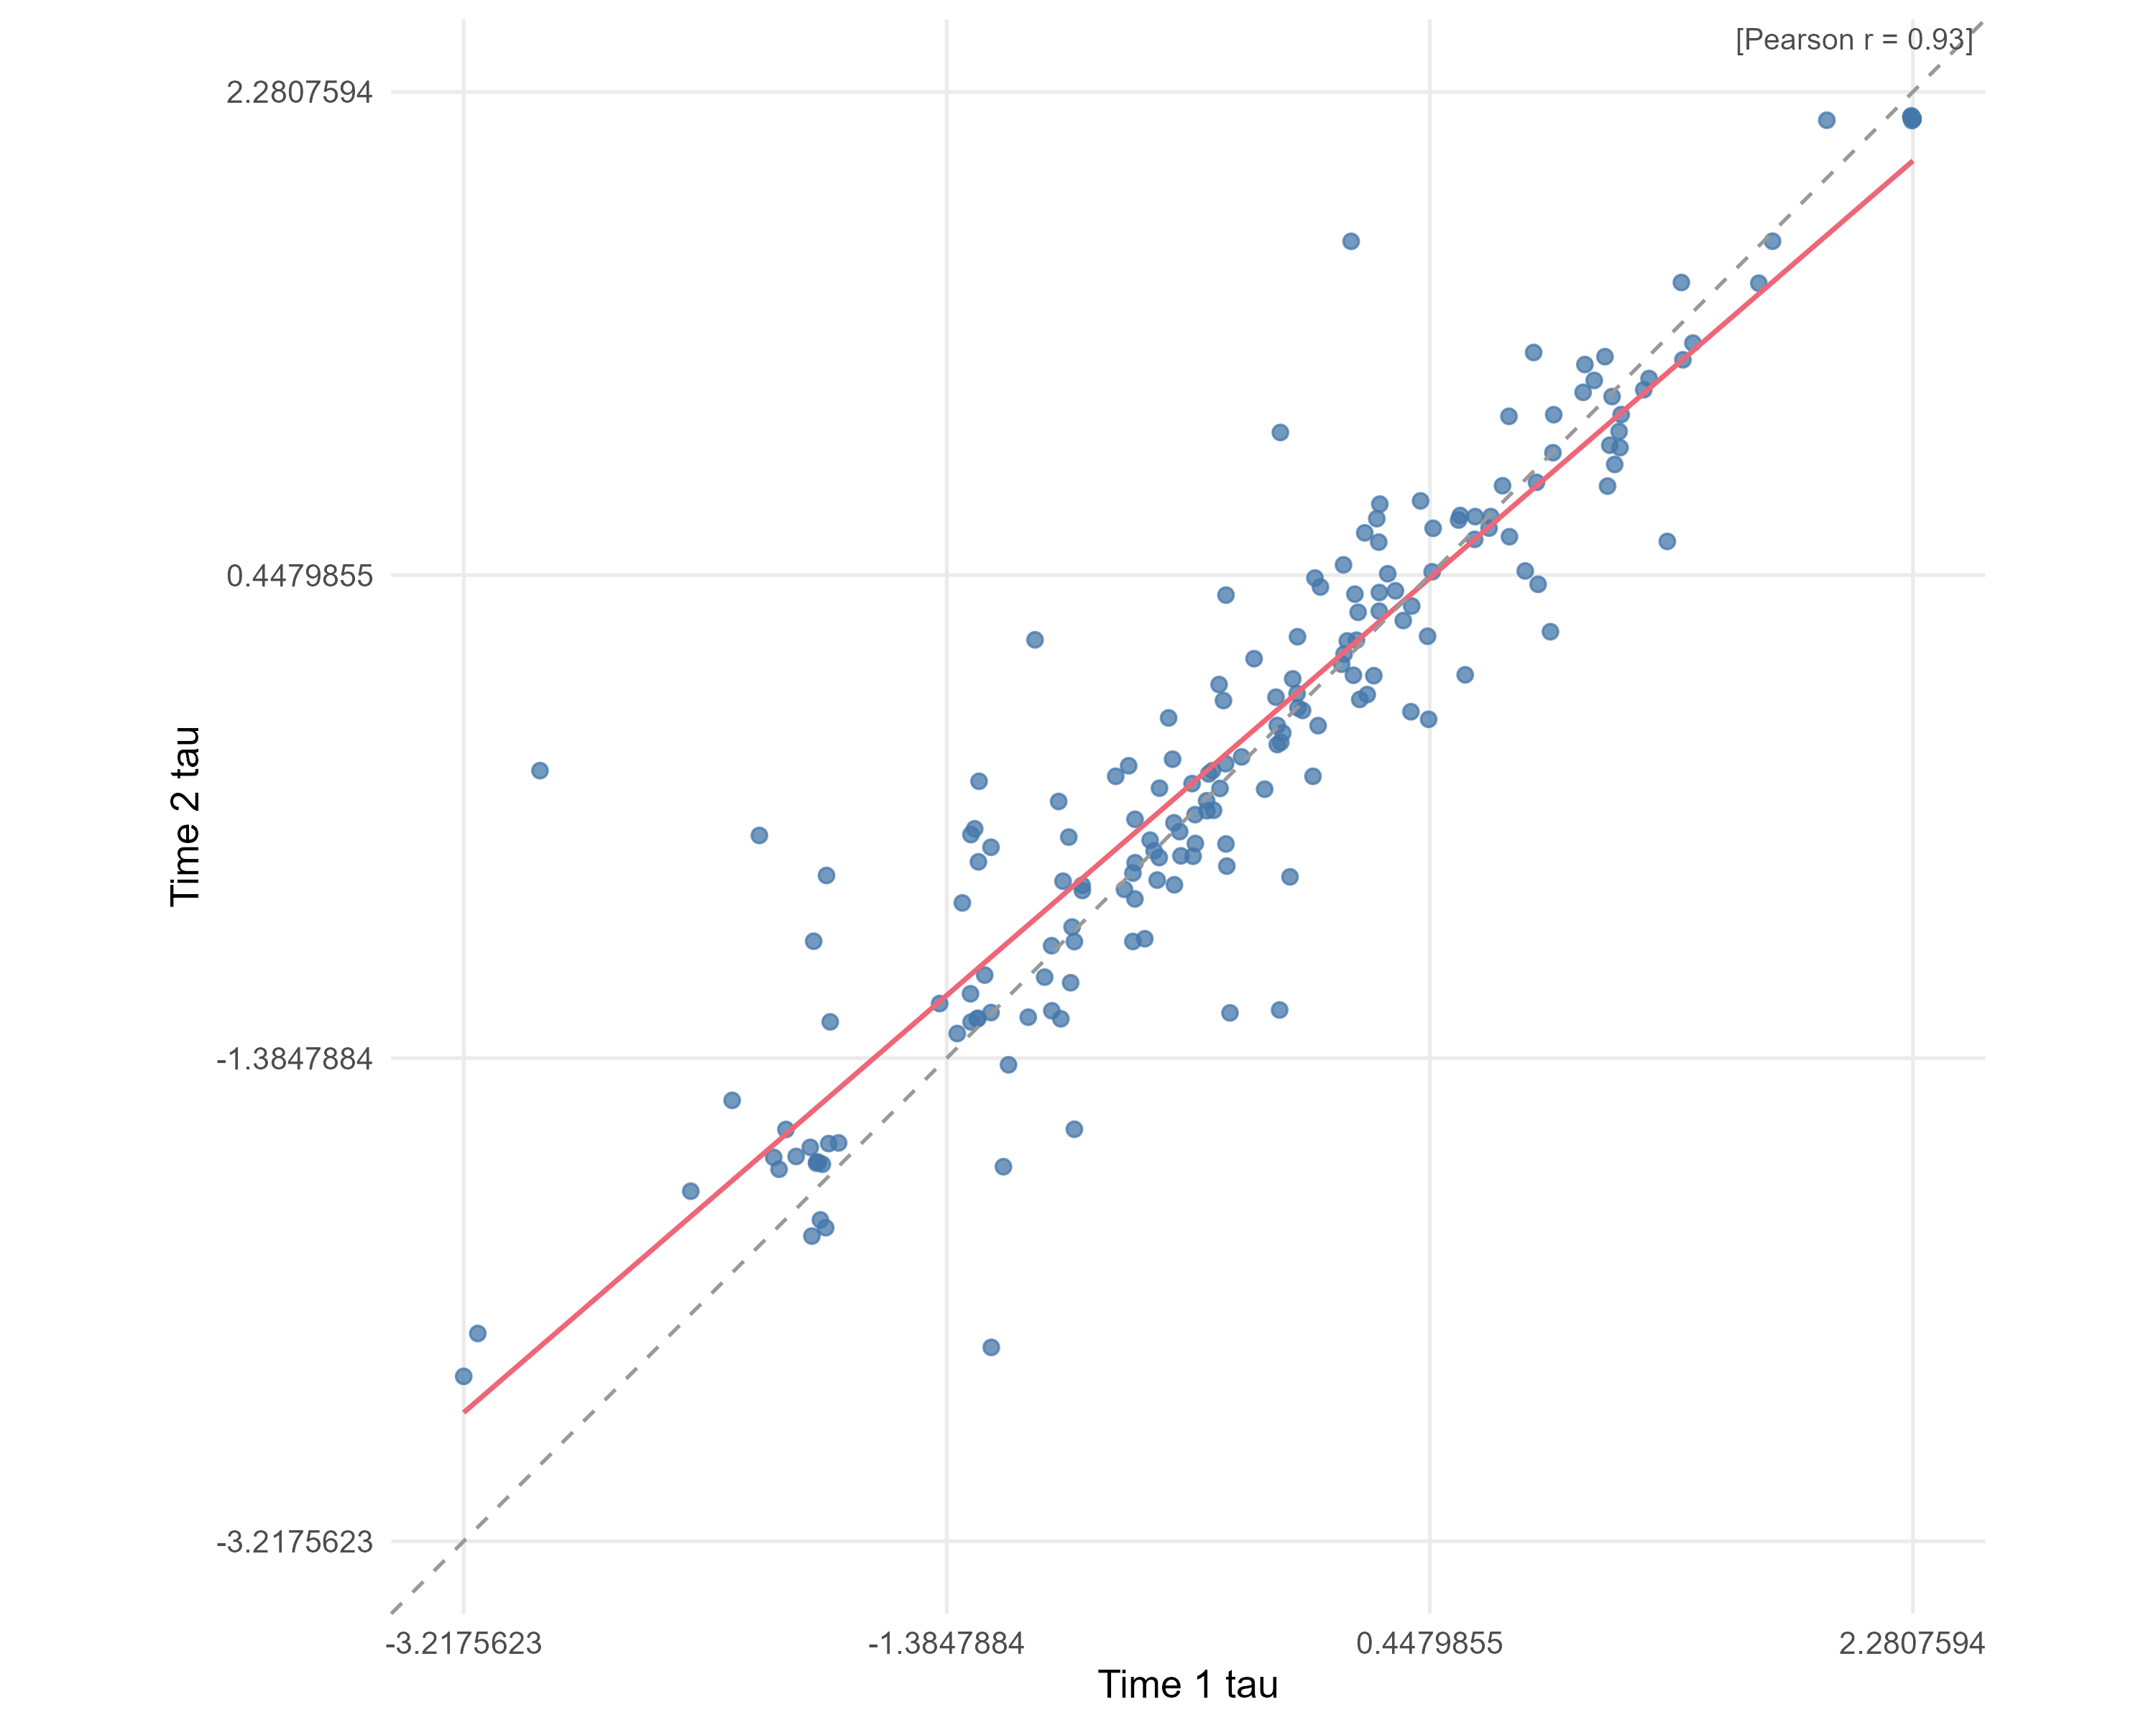 [Pearson r = 0.93]
2.2807594
0.4479855
-1.3847884
-3.2175623
Time 2 tau
-3.2175623 -1.3847884 0.4479855 2.2807594
Time 1 tau